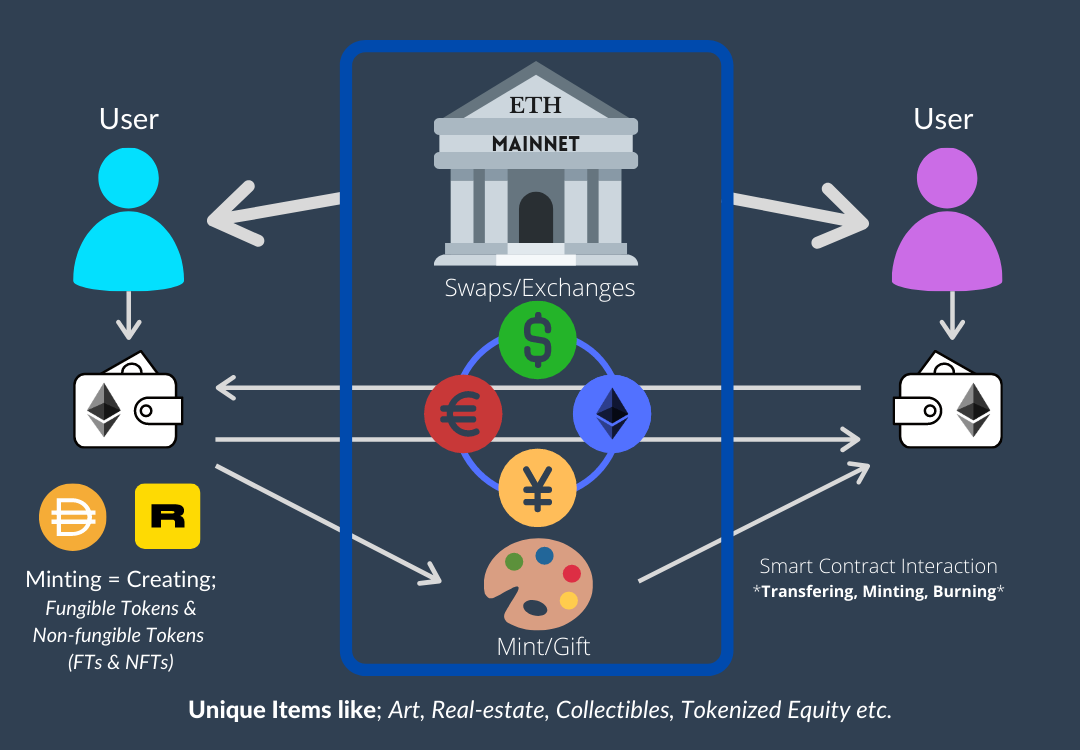 ETH
MAINNET
User
User
Swaps/Exchanges
$
€
¥
R
Minting = Creating;
Fungible Tokens &
Non-fungible Tokens
(FTs & NFTs)
Smart Contract Interaction
*Transfering, Minting, Burning*
Mint/Gift
Unique Items like; Art, Real-estate, Collectibles, Tokenized Equity etc.